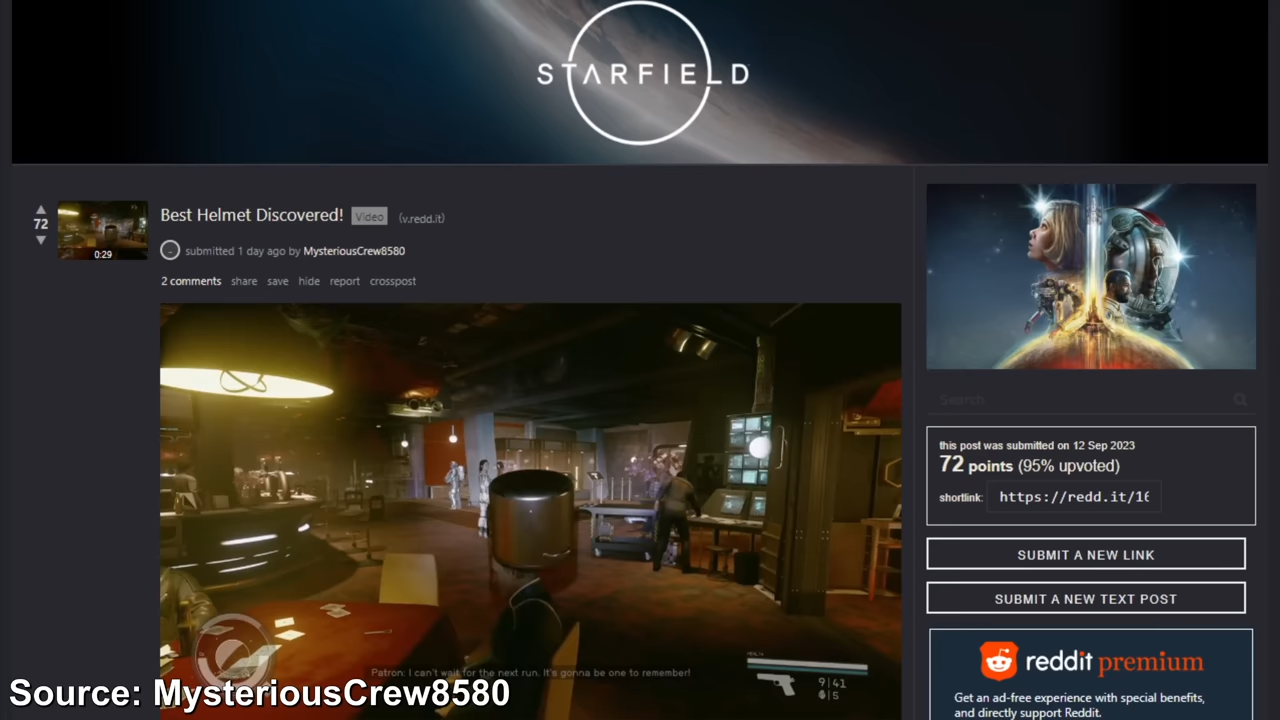 STARFIELD
72
Best Helmet Discovered! Video (v.redd.it)
0:29
submitted 1 day ago by MysteriousCrew8580
2 comments share save hide report crosspost
Search
this post was submitted on 12 Sep 2023
72 points (95% upvoted)
shortlink: https://redd.it/16
SUBMIT A NEW LINK
SUBMIT A NEW TEXT POST
reddit premium
Get an ad-free experience with special benefits,
and directly support Reddit.
Patron: I can't wait for the next run. It's gonna be one to remember!
9|41
5
Source: MysteriousCrew8580